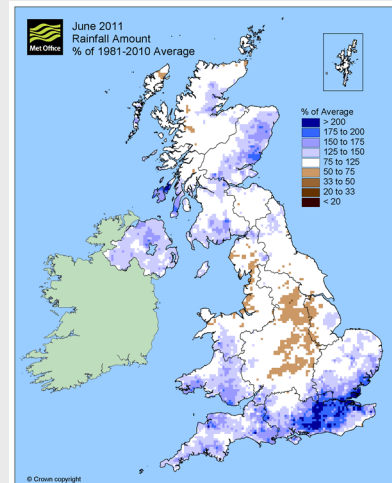 Met Office
June 2011
Rainfall Amount
% of 1981-2010 Average
% of Average
> 200
175 to 200
150 to 175
125 to 150
75 to 125
50 to 75
33 to 50
20 to 33
< 20
© Crown copyright